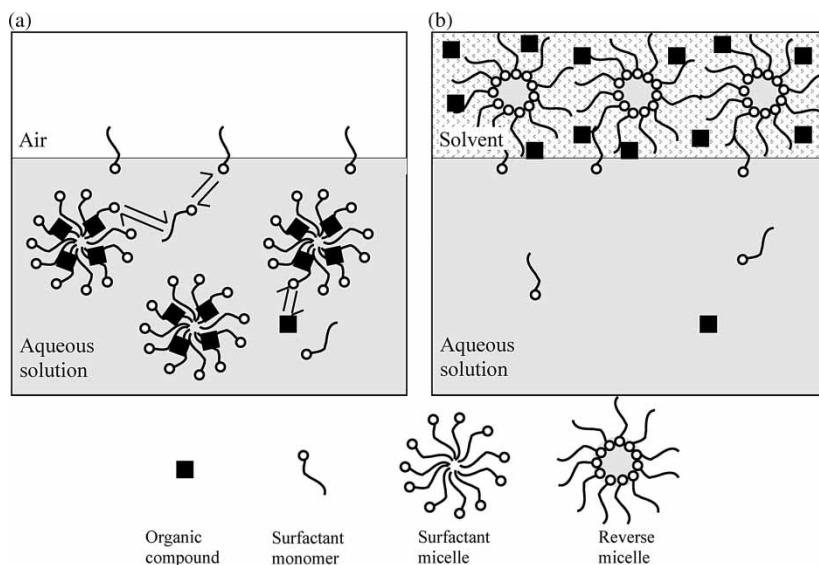 (a)
Air
Aqueous
solution
(b)
Solvent
Aqueous
solution
Organic
compound
Surfactant
monomer
Surfactant
micelle
Reverse
micelle